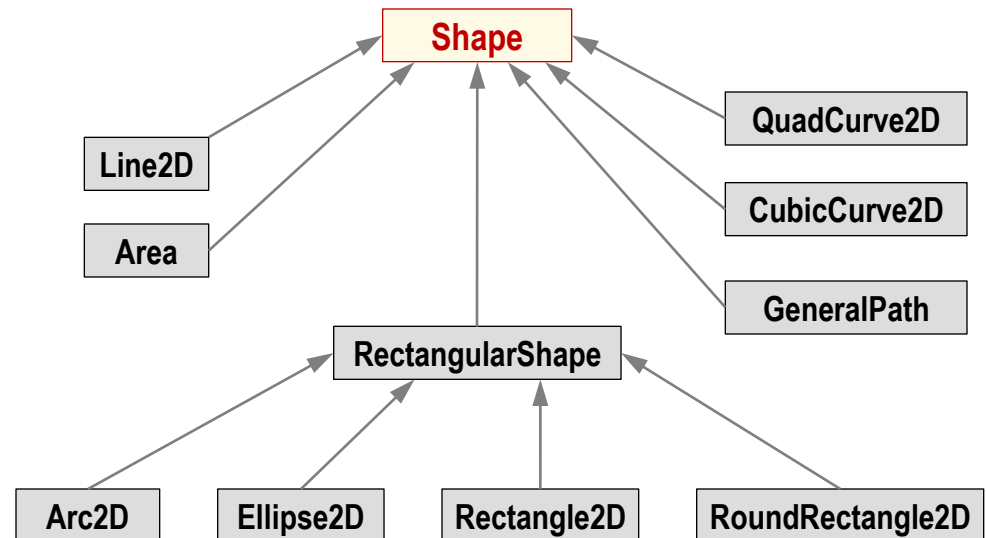 Shape
QuadCurve2D
Line2D
CubicCurve2D
Area
GeneralPath
RectangularShape
Arc2D
Ellipse2D
Rectangle2D
RoundRectangle2D